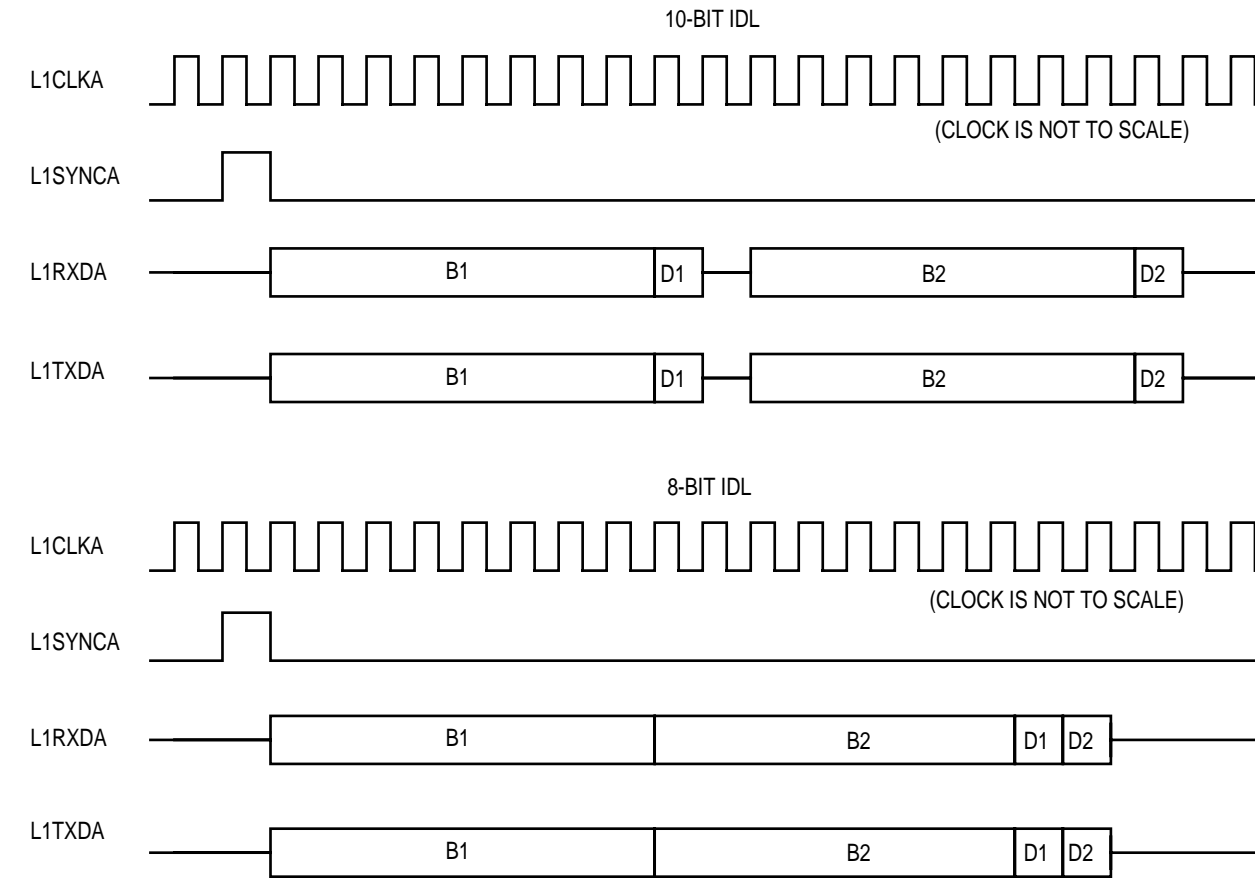 10-BIT IDL
L1CLKA
(CLOCK IS NOT TO SCALE)
L1SYNCA
L1RXDA B1 D1 B2 D2
L1TXDA B1 D1 B2 D2
8-BIT IDL
L1CLKA
(CLOCK IS NOT TO SCALE)
L1SYNCA
L1RXDA B1 B2 D1 D2
L1TXDA B1 B2 D1 D2